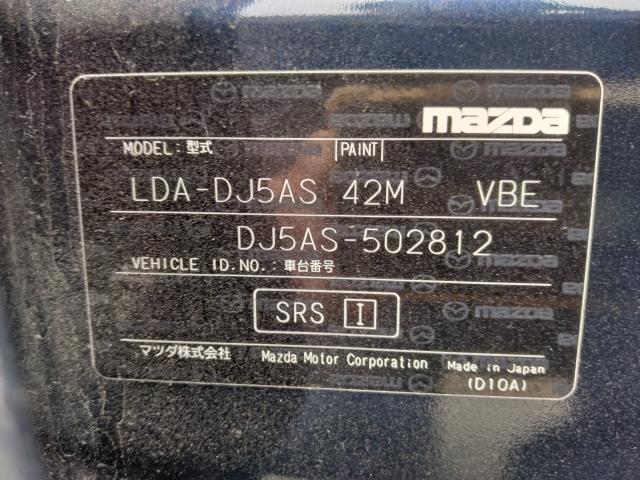 mazda
MODEL:型式 |PAINT|
LDA-DJ5AS 42M VBE
DJ5AS-502812
VEHICLE ID.NO.:車台番号
SRS I
マツダ株式会社 Mazda Motor Corporation Made in Japan
(D10A)